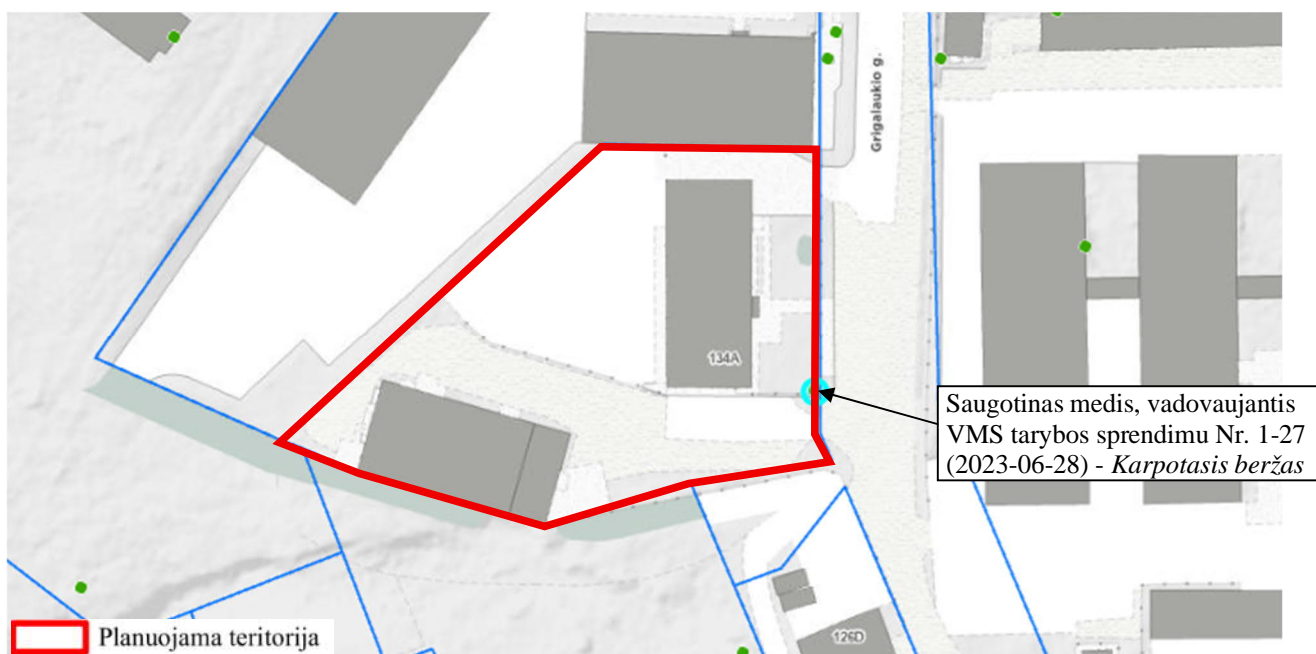 Grigalaukio g.
134A
Saugotinas medis, vadovaujantis
VMS tarybos sprendimu Nr. 1-27
(2023-06-28) - Karpotasis beržas
126D
Planuojama teritorija